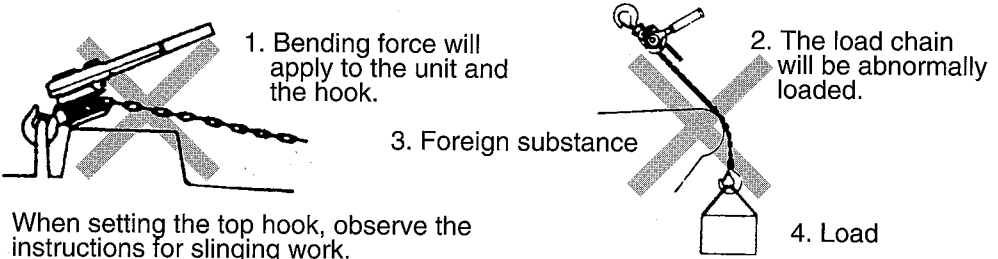 1. Bending force will
apply to the unit and
the hook.
2. The load chain
will be abnormally
loaded.
3. Foreign substance
4. Load
When setting the top hook, observe the
instructions for slinging work.